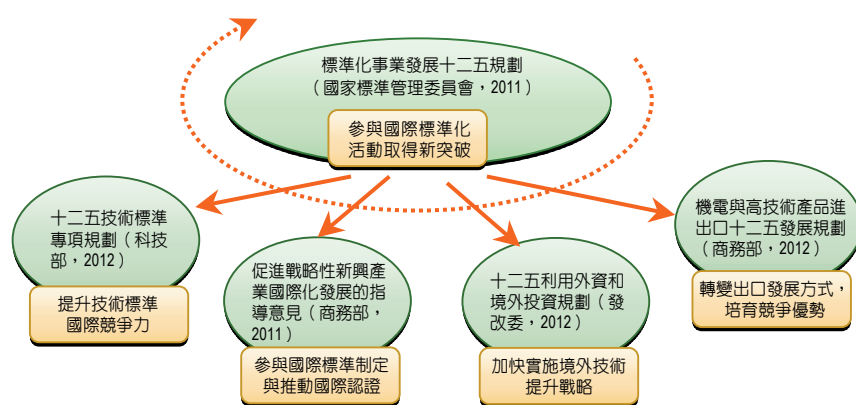 標準化事業發展十二五規劃
（國家標準管理委員會，2011）
參與國際標準化
活動取得新突破
十二五技術標準
專項規劃（科技
部，2012）
提升技術標準
國際競爭力
促進戰略性新興產
業國際化發展的指
導意見（商務部，
2011）
參與國際標準制定
與推動國際認證
十二五利用外資和
境外投資規劃（發
改委，2012）
加快實施境外技術
提升戰略
機電與高技術產品進
出口十二五發展規劃
（商務部，2012）
轉變出口發展方式，
培育競爭優勢